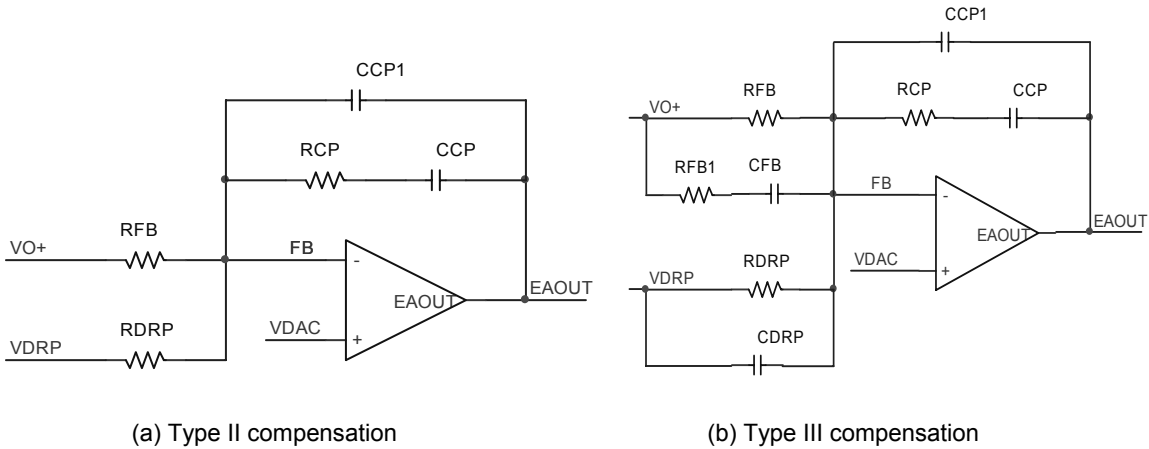 CCP1
RCP
CCP
RFB
VO+
FB
-
EAOUT
EAOUT
RDRP
VDRP
VDAC
+
(a) Type II compensation
CCP1
RFB
VO+
RCP
CCP
RFB1
CFB
FB
-
EAOUT
EAOUT
VDAC
+
RDRP
VDRP
CDRP
(b) Type III compensation